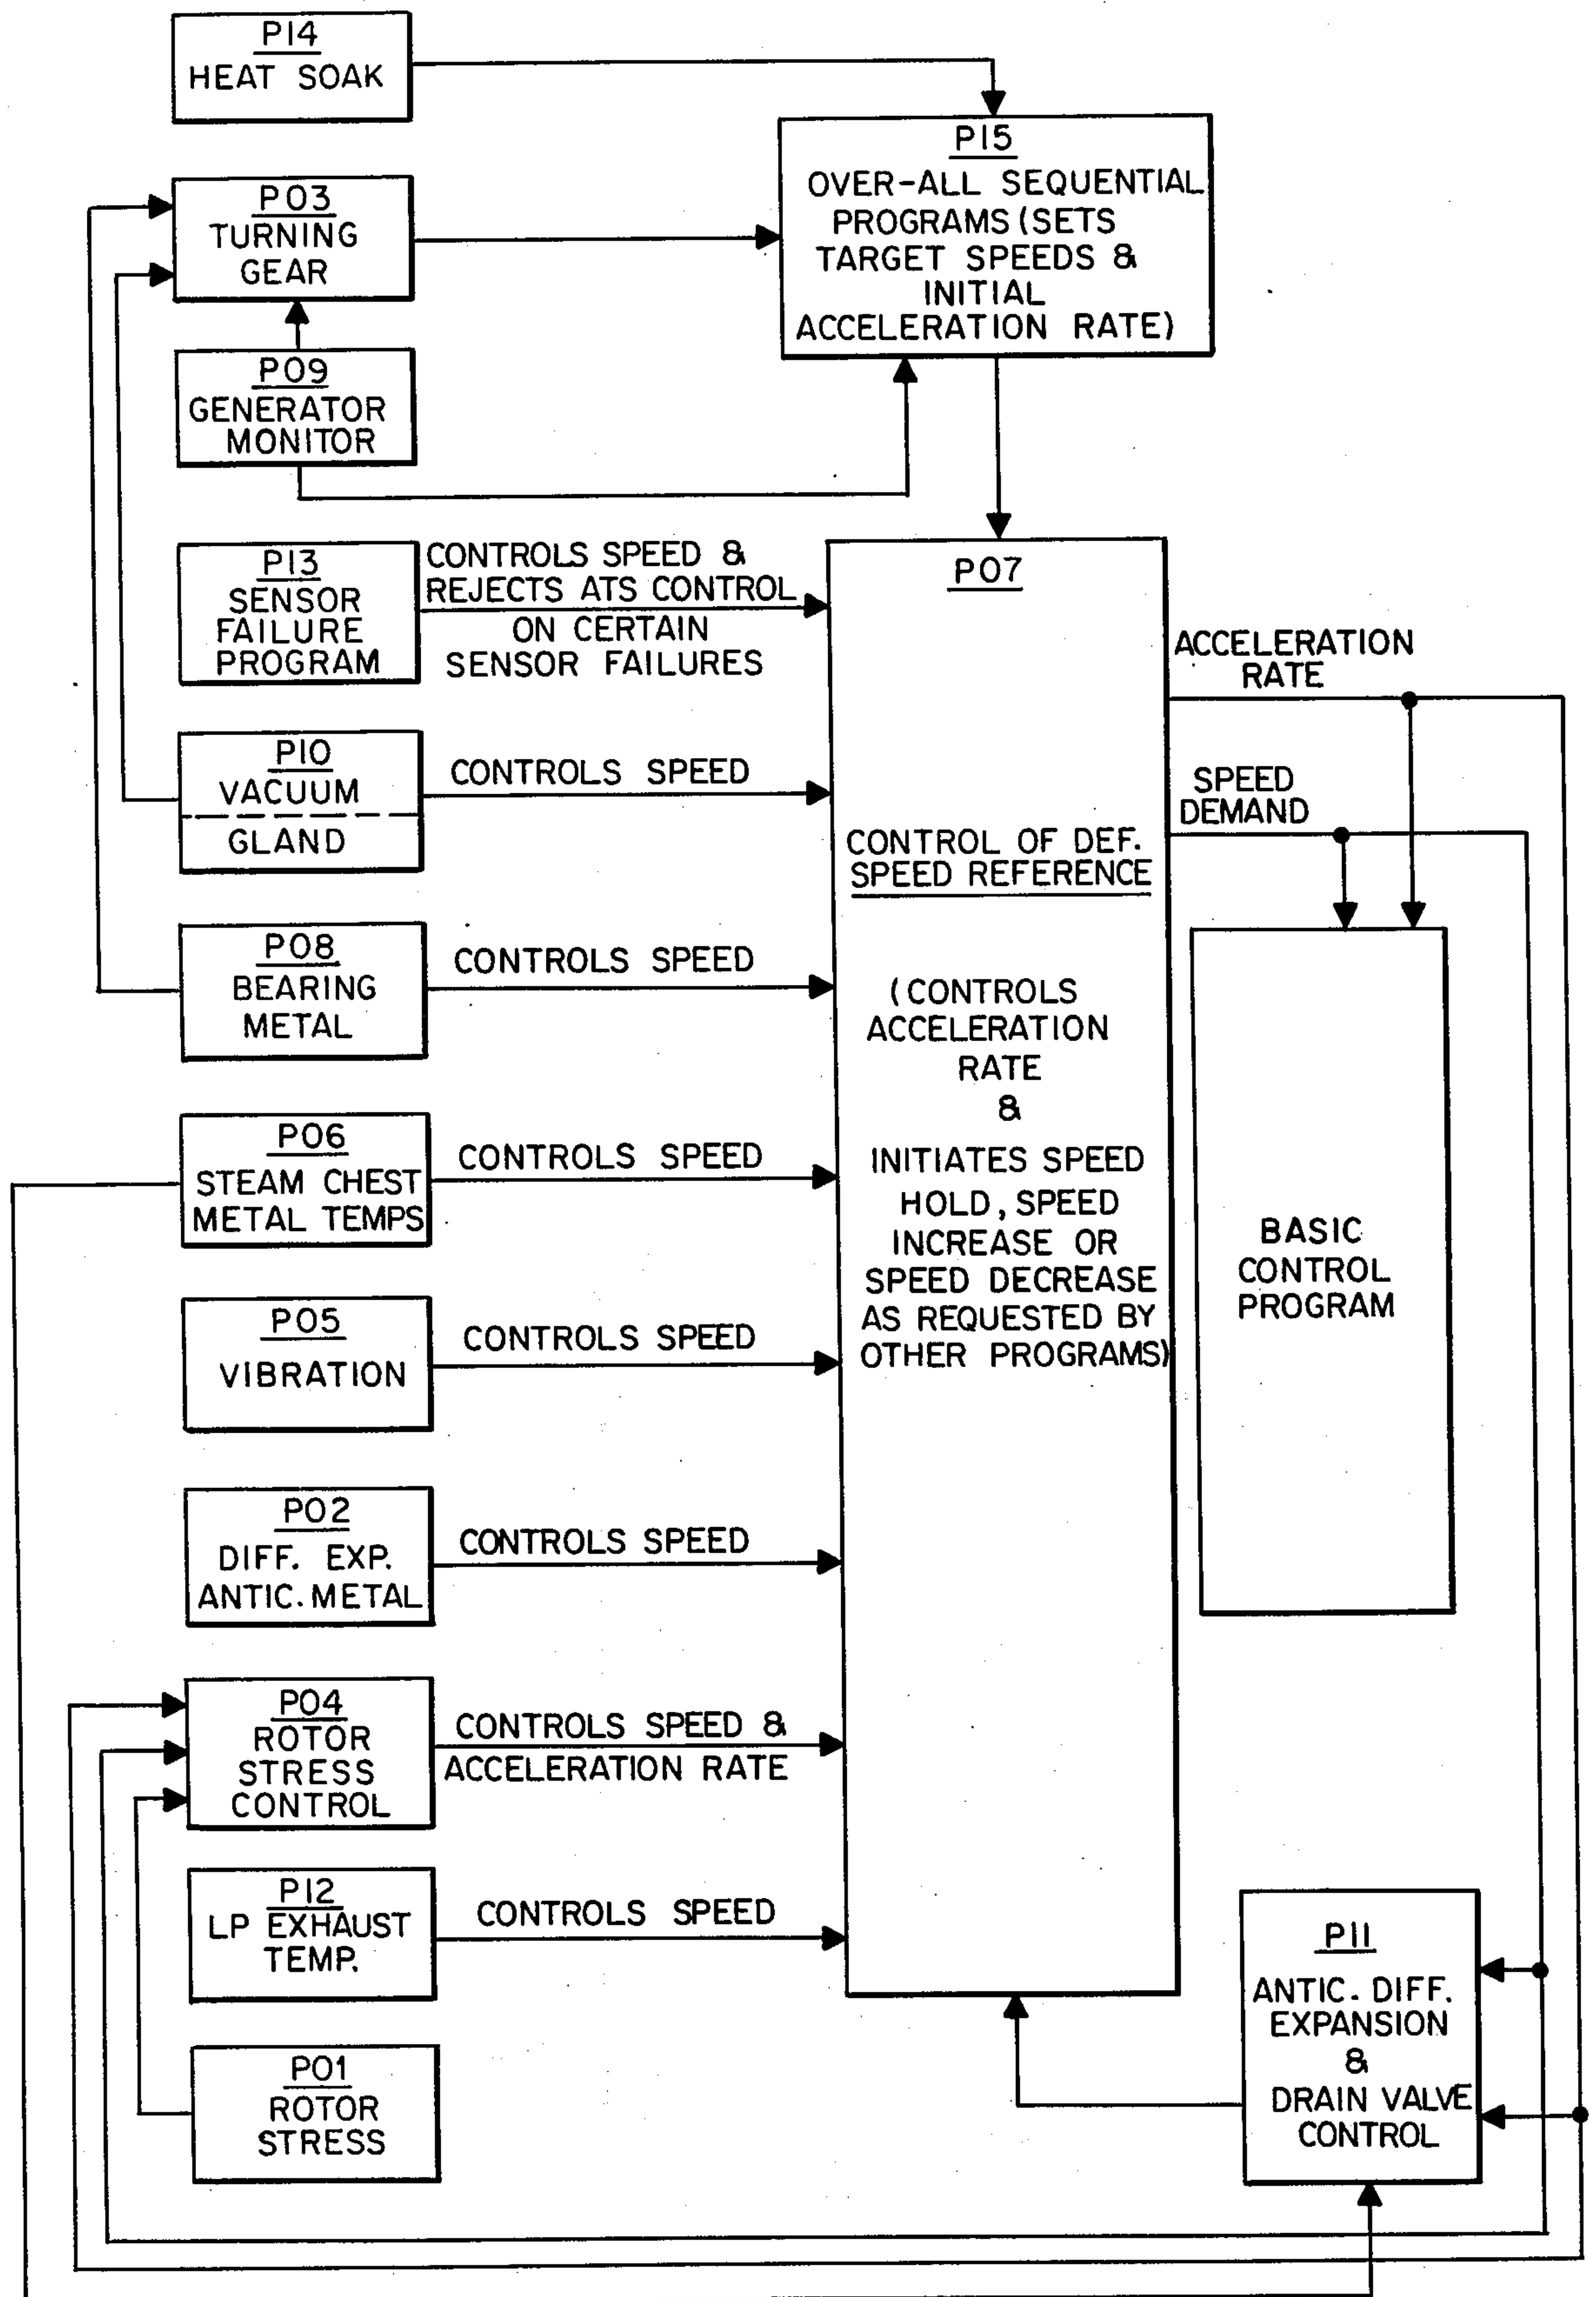 P14
HEAT SOAK
P15
OVER-ALL SEQUENTIAL
PROGRAMS (SETS
TARGET SPEEDS &
INITIAL
ACCELERATION RATE)
P03
TURNING
GEAR
P09
GENERATOR
MONITOR
P13
SENSOR
FAILURE
PROGRAM
CONTROLS SPEED &
REJECTS ATS CONTROL
ON CERTAIN
SENSOR FAILURES
P07
CONTROL OF DEF.
SPEED REFERENCE
(CONTROLS
ACCELERATION
RATE
&
INITIATES SPEED
HOLD, SPEED
INCREASE OR
SPEED DECREASE
AS REQUESTED BY
OTHER PROGRAMS)
ACCELERATION
RATE
SPEED
DEMAND
BASIC
CONTROL
PROGRAM
P10
VACUUM
GLAND
CONTROLS SPEED
P08
BEARING
METAL
CONTROLS SPEED
P06
STEAM CHEST
METAL TEMPS
CONTROLS SPEED
P05
VIBRATION
CONTROLS SPEED
P02
DIFF. EXP.
ANTIC. METAL
CONTROLS SPEED
P04
ROTOR
STRESS
CONTROL
CONTROLS SPEED &
ACCELERATION RATE
P12
LP EXHAUST
TEMP.
CONTROLS SPEED
P01
ROTOR
STRESS
P11
ANTIC. DIFF.
EXPANSION
&
DRAIN VALVE
CONTROL